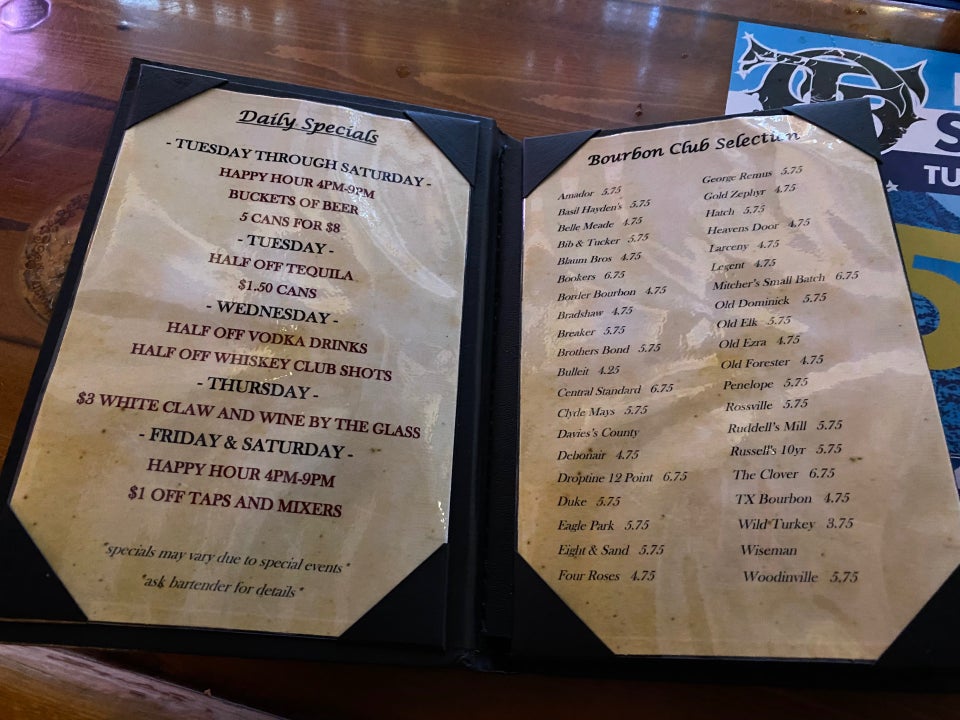 Daily Specials
- TUESDAY THROUGH SATURDAY -
HAPPY HOUR 4PM-9PM
BUCKETS OF BEER
5 CANS FOR $8
- TUESDAY -
HALF OFF TEQUILA
$1.50 CANS
- WEDNESDAY -
HALF OFF VODKA DRINKS
HALF OFF WHISKEY CLUB SHOTS
- THURSDAY -
$3 WHITE CLAW AND WINE BY THE GLASS
- FRIDAY & SATURDAY -
HAPPY HOUR 4PM-9PM
$1 OFF TAPS AND MIXERS
*specials may vary due to special events*
*ask bartender for details*
Bourbon Club Selection
Amador 5.75
Basil Hayden's 5.75
Belle Meade 4.75
Bib & Tucker 5.75
Blaum Bros 4.75
Bookers 6.75
Border Bourbon 4.75
Bradshaw 4.75
Breaker 5.75
Brothers Bond 5.75
Bulleit 4.25
Central Standard 6.75
Clyde Mays 5.75
Davies's County
Debonair 4.75
Droptine 12 Point 6.75
Duke 5.75
Eagle Park 5.75
Eight & Sand 5.75
Four Roses 4.75
George Remus 5.75
Gold Zephyr 4.75
Hatch 5.75
Heavens Door 4.75
Larceny 4.75
Legent 4.75
Mitcher's Small Batch 6.75
Old Dominick 5.75
Old Elk 5.75
Old Ezra 4.75
Old Forester 4.75
Penelope 5.75
Rossville 5.75
Ruddell's Mill 5.75
Russell's 10yr 5.75
The Clover 6.75
TX Bourbon 4.75
Wild Turkey 3.75
Wiseman
Woodinville 5.75
TU